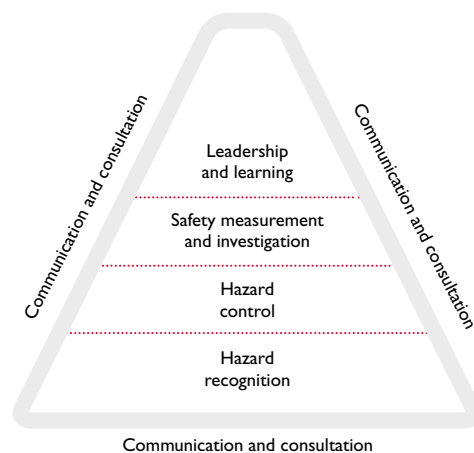 Communication and consultation
Communication and consultation
Leadership
and learning
Safety measurement
and investigation
Hazard
control
Hazard
recognition
Communication and consultation